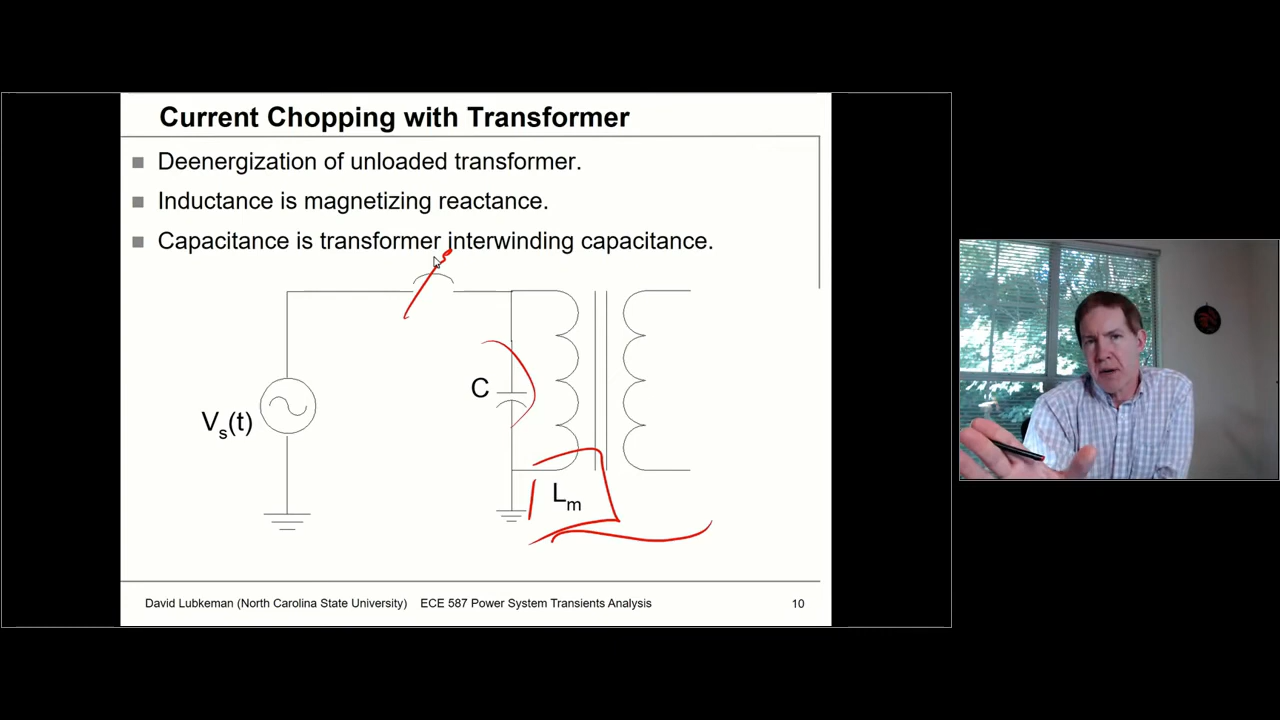 Current Chopping with Transformer
Deenergization of unloaded transformer.
Inductance is magnetizing reactance.
Capacitance is transformer interwinding capacitance.
C
Vs(t)
Lm
David Lubkeman (North Carolina State University) ECE 587 Power System Transients Analysis 10